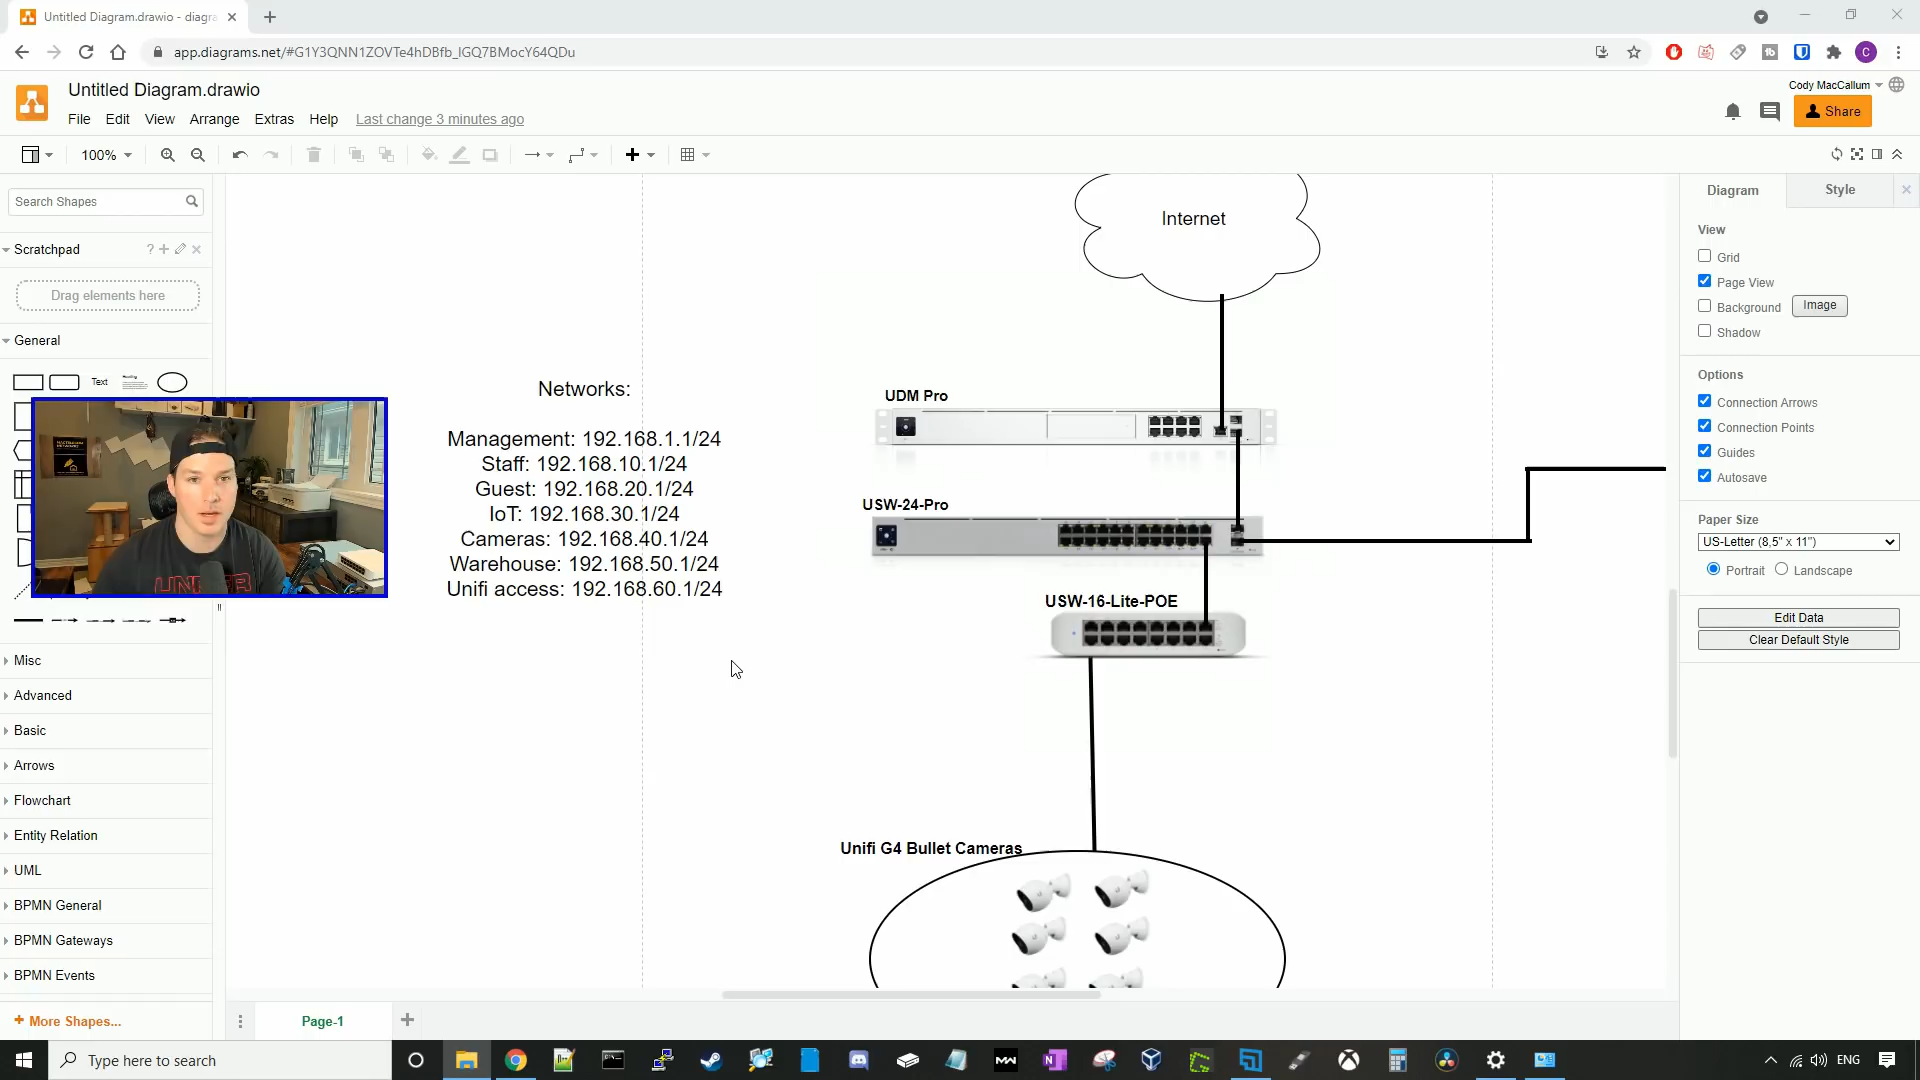 Untitled Diagram.drawio - diagra
app.diagrams.net/#G1Y3QNN1ZOVTe4hDBfb_IGQ7BMocY64QDu
Untitled Diagram.drawio
Cody MacCallum
File Edit View Arrange Extras Help Last change 3 minutes ago
Share
100%
Search Shapes
Scratchpad
Drag elements here
General
Text
Heading
Misc
Advanced
Basic
Arrows
Flowchart
Entity Relation
UML
BPMN General
BPMN Gateways
BPMN Events
+ More Shapes...
Internet
Networks:
Management: 192.168.1.1/24
Staff: 192.168.10.1/24
Guest: 192.168.20.1/24
IoT: 192.168.30.1/24
Cameras: 192.168.40.1/24
Warehouse: 192.168.50.1/24
Unifi access: 192.168.60.1/24
UDM Pro
USW-24-Pro
USW-16-Lite-POE
Unifi G4 Bullet Cameras
Diagram Style
View
Grid
Page View
Background Image
Shadow
Options
Connection Arrows
Connection Points
Guides
Autosave
Paper Size
US-Letter (8,5" x 11")
Portrait Landscape
Edit Data
Clear Default Style
Page-1
Type here to search
ENG